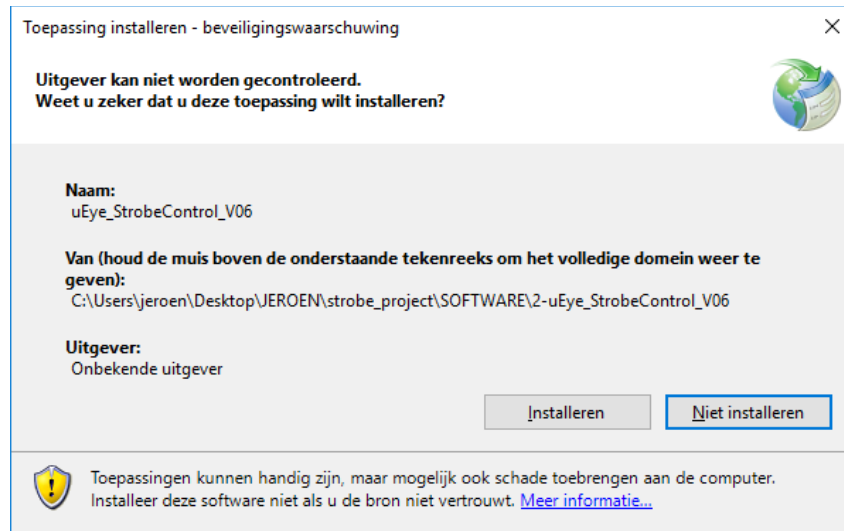 Toepassing installeren - beveiligingswaarschuwing
Uitgever kan niet worden gecontroleerd.
Weet u zeker dat u deze toepassing wilt installeren?
Naam:
uEye_StrobeControl_V06
Van (houd de muis boven de onderstaande tekenreeks om het volledige domein weer te
geven):
C:\Users\jeroen\Desktop\JEROEN\strobe_project\SOFTWARE\2-uEye_StrobeControl_V06
Uitgever:
Onbekende uitgever
Installeren
Niet installeren
Toepassingen kunnen handig zijn, maar mogelijk ook schade toebrengen aan de computer.
Installeer deze software niet als u de bron niet vertrouwt. Meer informatie...